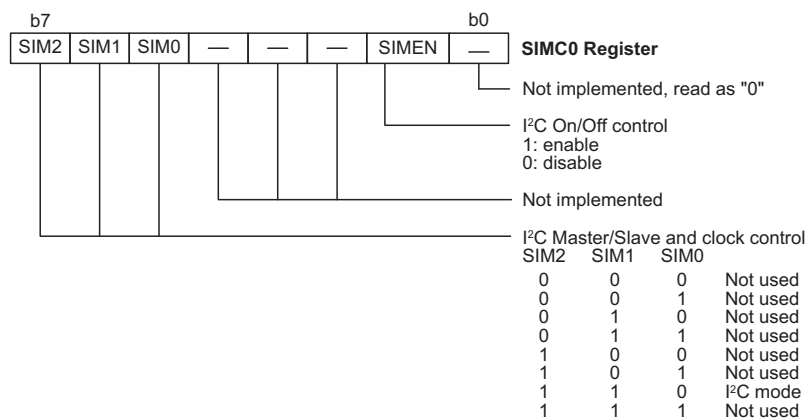 b7 b0
SIM2 SIM1 SIM0 — — — SIMEN — SIMC0 Register
Not implemented, read as "0"
I²C On/Off control
1: enable
0: disable
Not implemented
I²C Master/Slave and clock control
SIM2 SIM1 SIM0
0 0 0 Not used
0 0 1 Not used
0 1 0 Not used
0 1 1 Not used
1 0 0 Not used
1 0 1 Not used
1 1 0 I²C mode
1 1 1 Not used